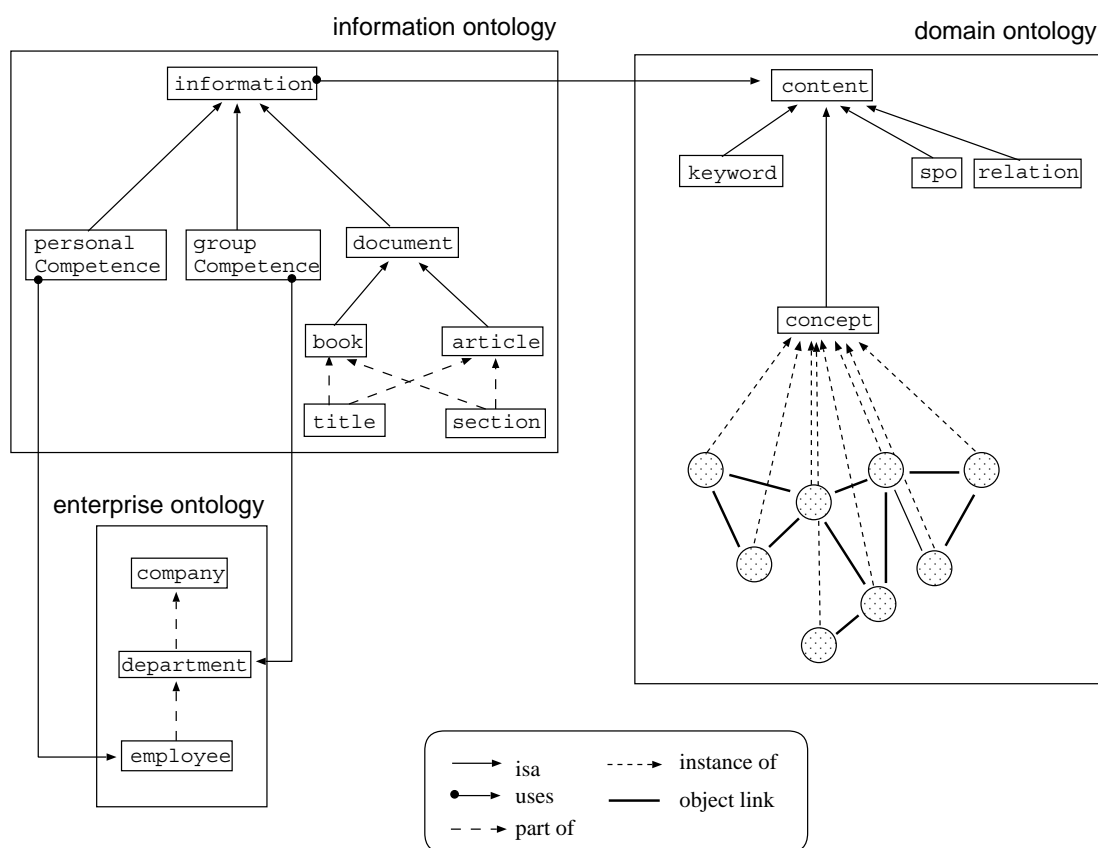 information ontology
domain ontology
information
content
keyword
spo
relation
personal
Competence
group
Competence
document
book
article
concept
title
section
enterprise ontology
company
department
employee
isa
instance of
uses
object link
part of